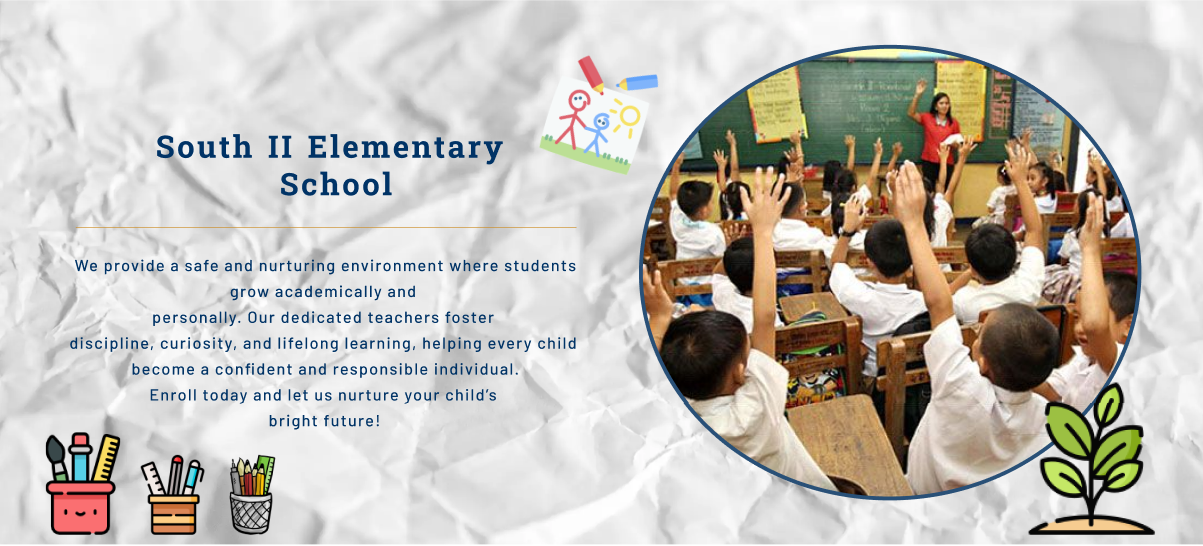 South II Elementary
School
We provide a safe and nurturing environment where students
grow academically and
personally. Our dedicated teachers foster
discipline, curiosity, and lifelong learning, helping every child
become a confident and responsible individual.
Enroll today and let us nurture your child's
bright future!